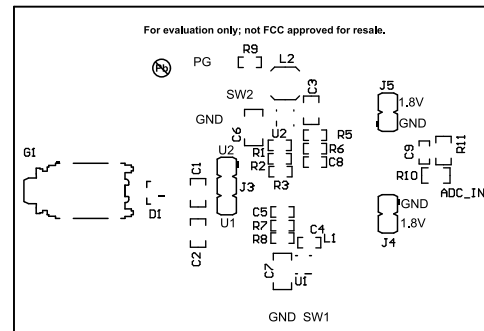 For evaluation only; not FCC approved for resale.
Pb PG R9 L2
SW2 C3 J5
1.8V
GND
GND C6 U2 R5
R1 R6
R2 C8
R3
G1 U2 C1 J3
C9 R11
R10
ADC_IN
D1
U1
C2
C5
R7
R8
C4 L1
GND
1.8V
J4
C7 U1
GND SW1